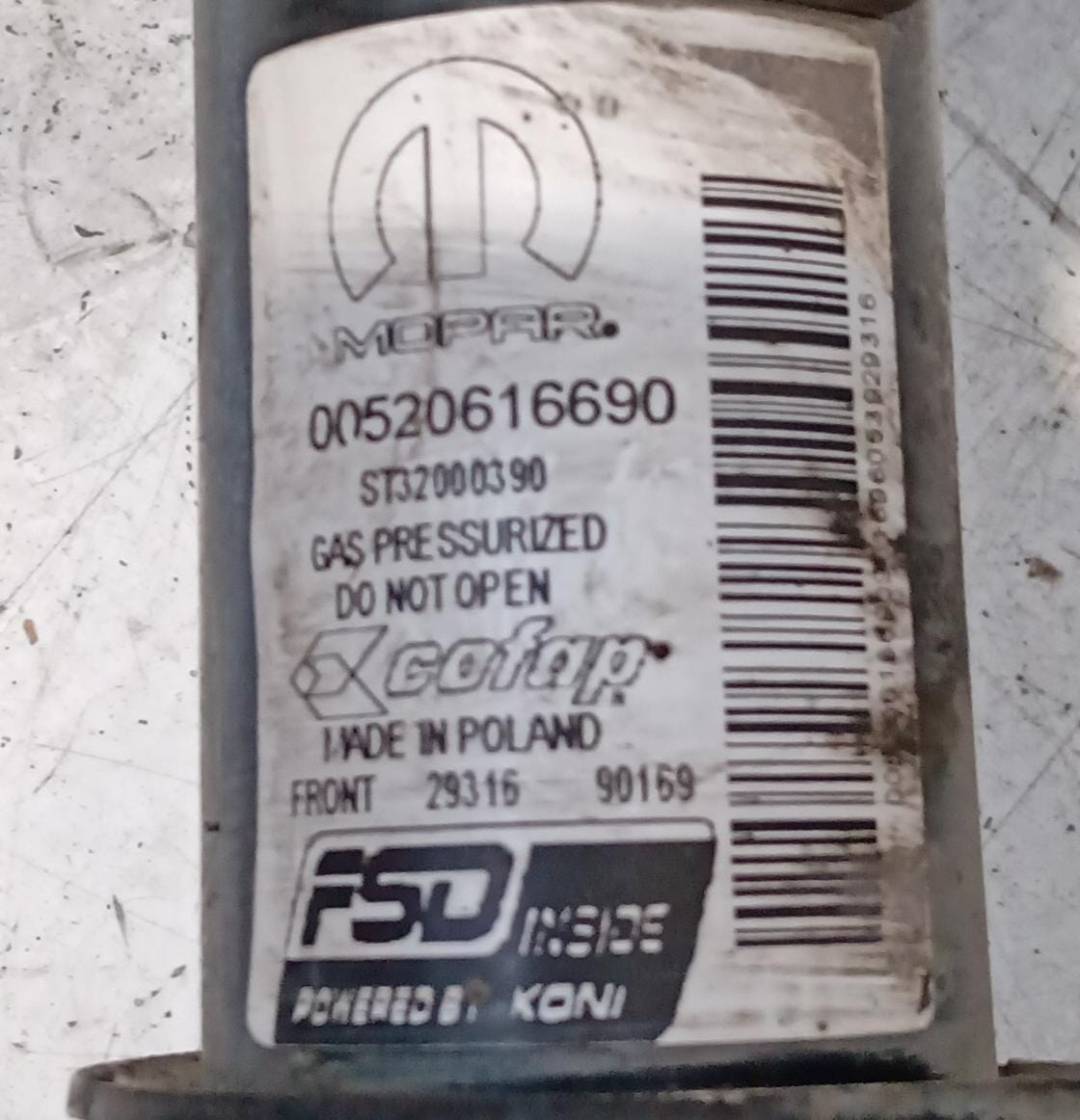 MOPAR
00520616690
ST32000390
GAS PRESSURIZED
DO NOT OPEN
cofap
MADE IN POLAND
FRONT 29316 90169
FSD INSIDE
POWERED BY KONI